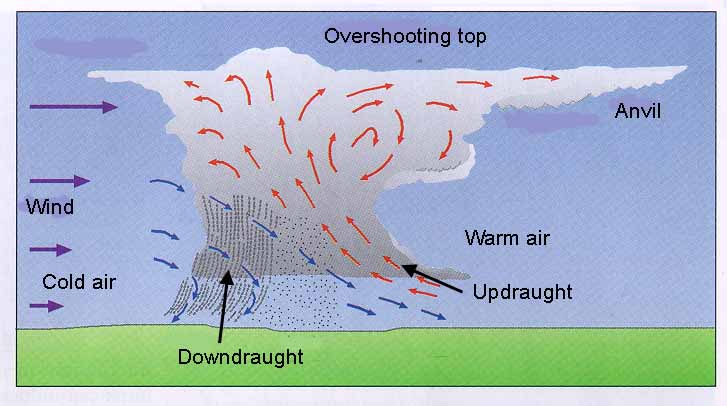 Overshooting top
Anvil
Wind
Warm air
Cold air
Updraught
Downdraught